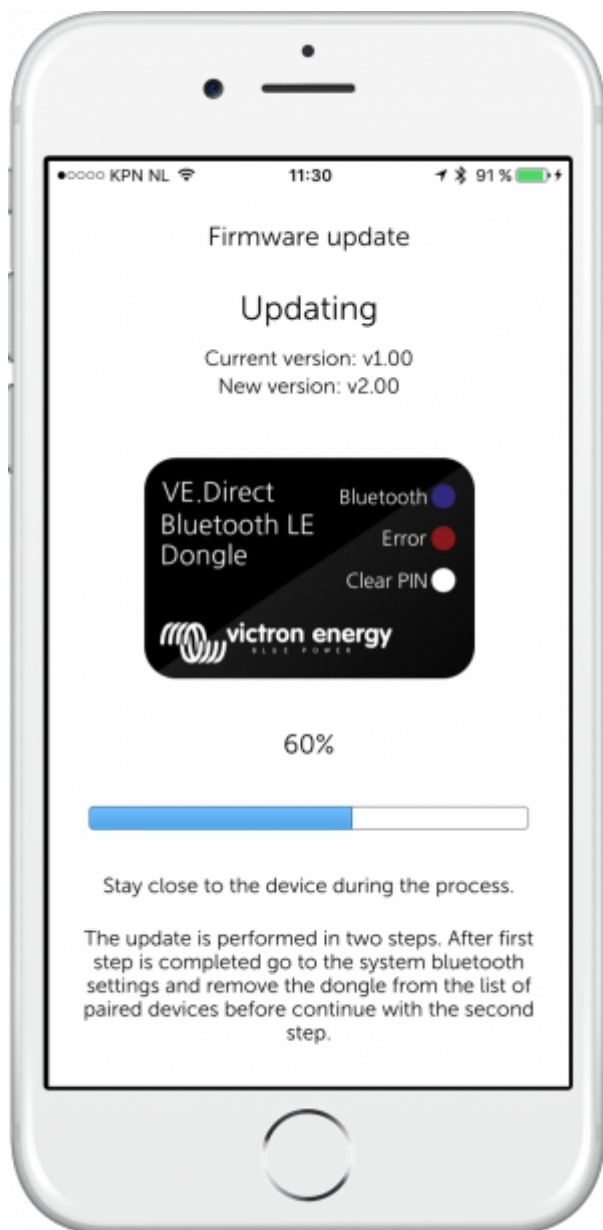 KPN NL 11:30 91 %
Firmware update
Updating
Current version: v1.00
New version: v2.00
VE.Direct
Bluetooth LE
Dongle
Bluetooth
Error
Clear PIN
victron energy
BLUE POWER
60%
Stay close to the device during the process.
The update is performed in two steps. After first
step is completed go to the system bluetooth
settings and remove the dongle from the list of
paired devices before continue with the second
step.